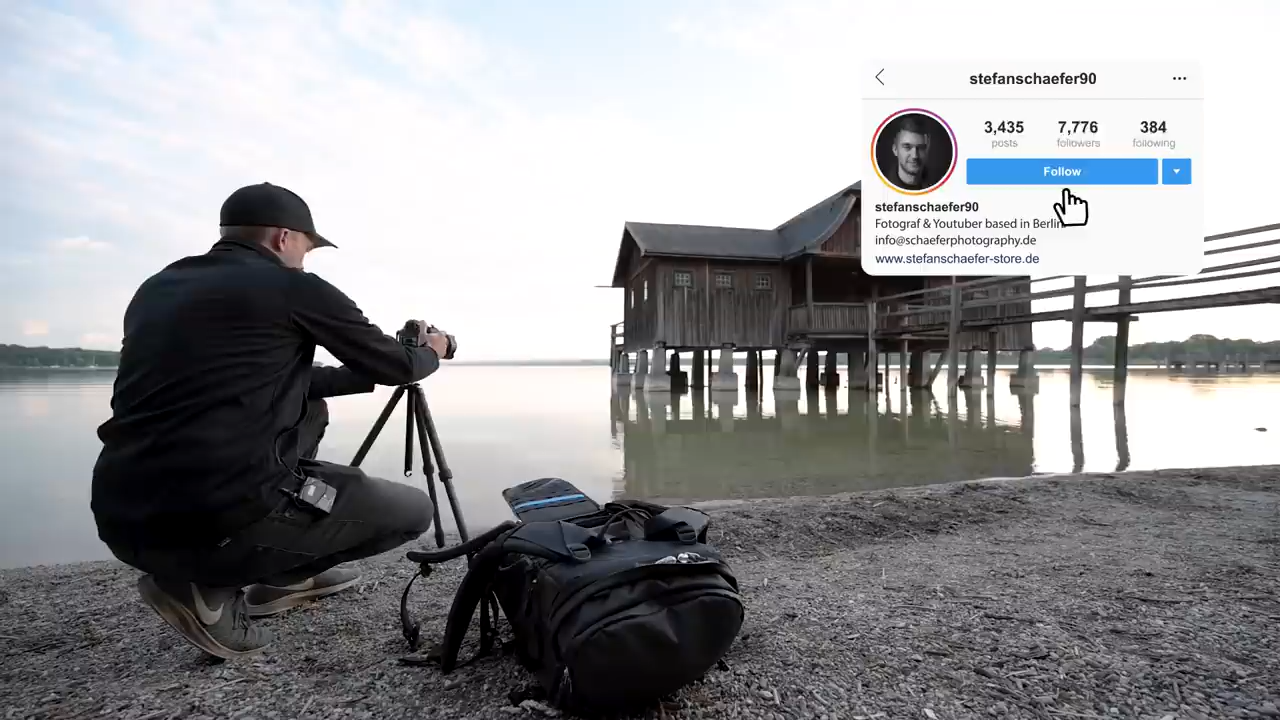 stefanschaefer90
3,435 7,776 384
posts followers following
Follow
stefanschaefer90
Fotograf & Youtuber based in Berlin
info@schaeferphotography.de
www.stefanschaefer-store.de